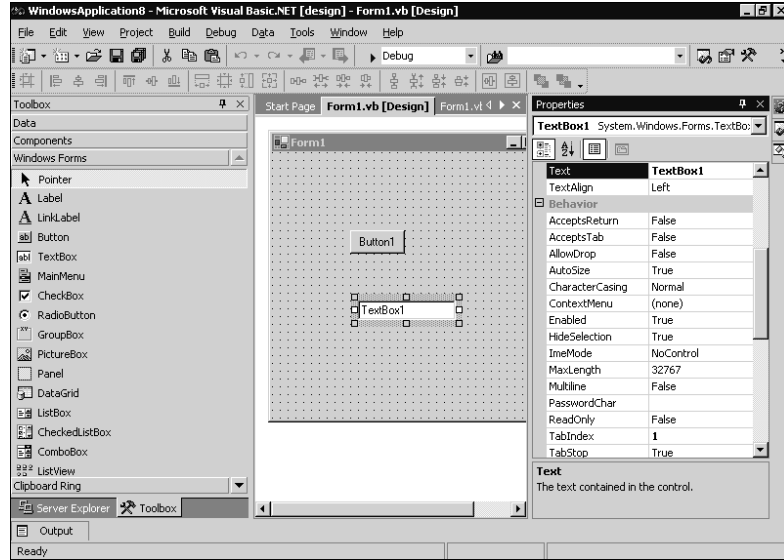 WindowsApplication8 - Microsoft Visual Basic.NET [design] - Form1.vb [Design]
File Edit View Project Build Debug Data Tools Window Help
Debug
Toolbox
Data
Components
Windows Forms
Pointer
Label
LinkLabel
Button
TextBox
MainMenu
CheckBox
RadioButton
GroupBox
PictureBox
Panel
DataGrid
ListBox
CheckedListBox
ComboBox
ListView
Clipboard Ring
Server Explorer Toolbox
Start Page Form1.vb [Design] Form1.vb
Form1
Button1
TextBox1
Properties
TextBox1 System.Windows.Forms.TextBo
Text TextBox1
TextAlign Left
Behavior
AcceptsReturn False
AcceptsTab False
AllowDrop False
AutoSize True
CharacterCasing Normal
ContextMenu (none)
Enabled True
HideSelection True
ImeMode NoControl
MaxLength 32767
Multiline False
PasswordChar
ReadOnly False
TabIndex 1
TabStop True
Text
The text contained in the control.
Output
Ready